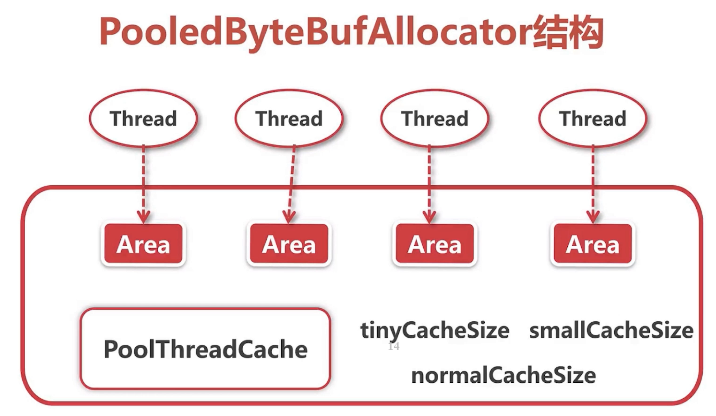 PooledByteBufAllocator结构
Thread Thread Thread Thread
Area Area Area Area
tinyCacheSize smallCacheSize
PoolThreadCache
14
normalCacheSize